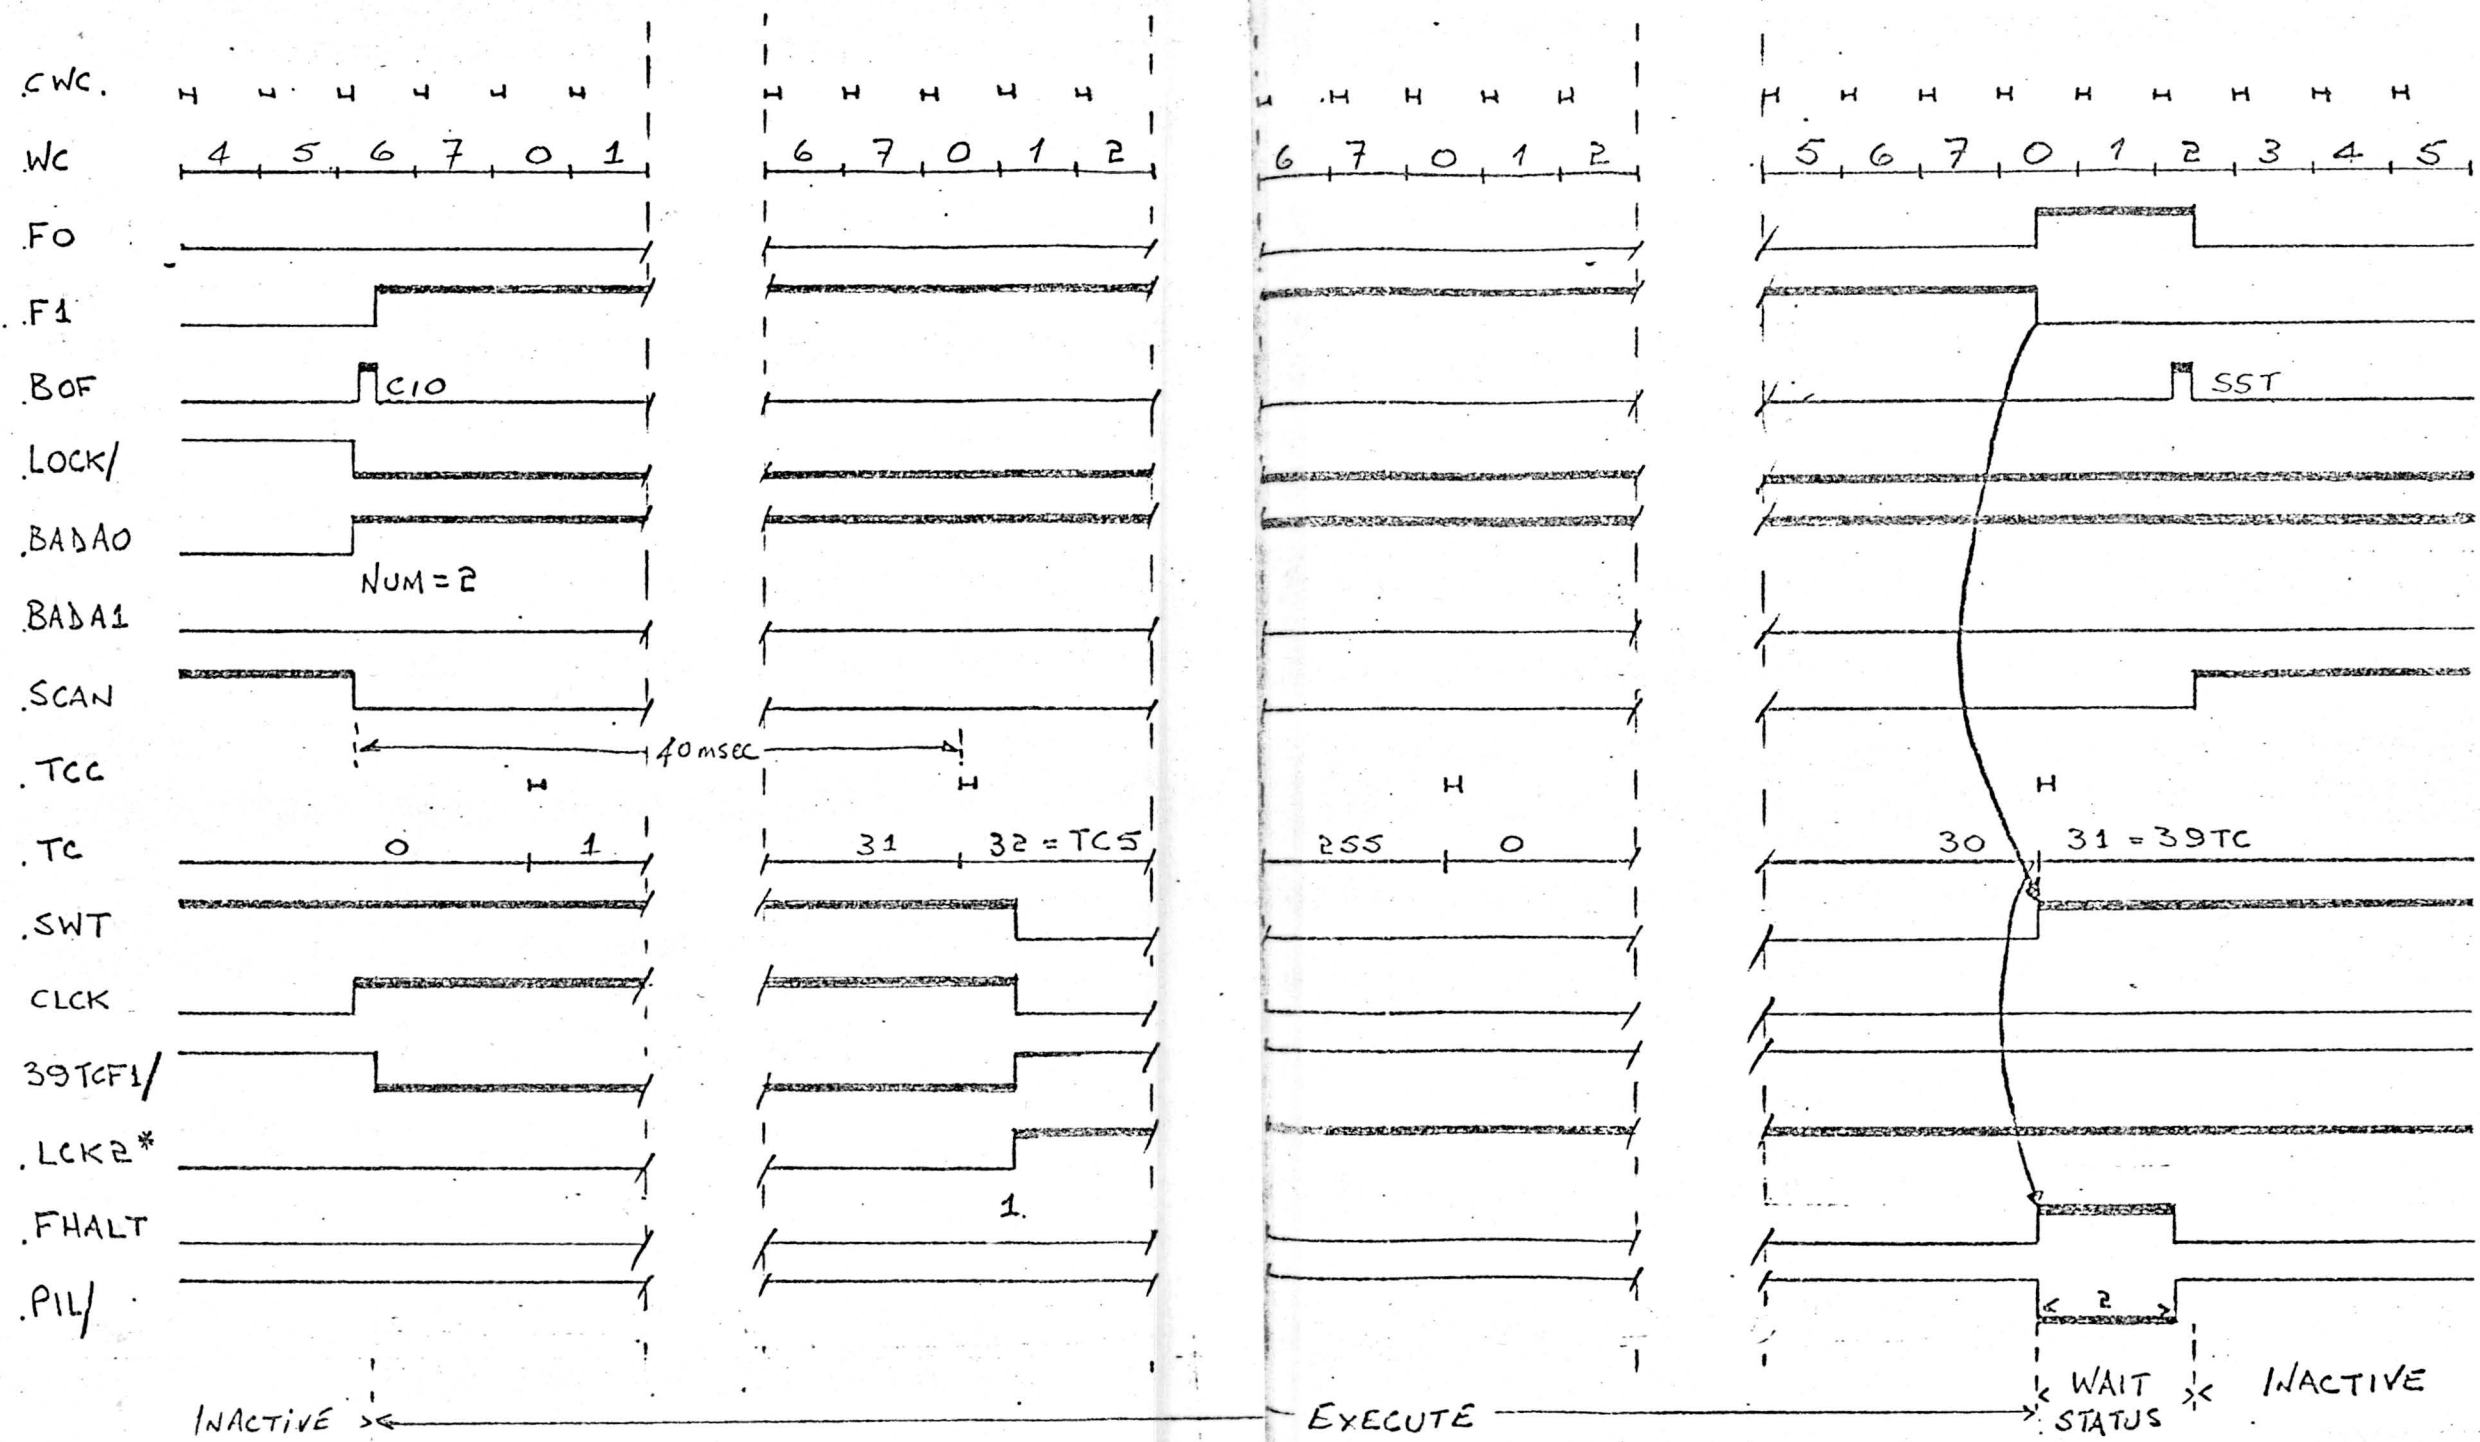 .CWC.
.WC 4 5 6 7 0 1 6 7 0 1 2 6 7 0 1 2 5 6 7 0 1 2 3 4 5
.F0
.F1
.BOF CIO SST
.LOCK/
.BADA0
NUM=2
.BADA1
.SCAN
40msec
.TCC
.TC 0 1 31 32=TC5 255 0 30 31=39TC
.SWT
CLCK
39TCF1/
.LCK2*
1.
.FHALT
.PIL/ 2
INACTIVE EXECUTE WAIT STATUS INACTIVE